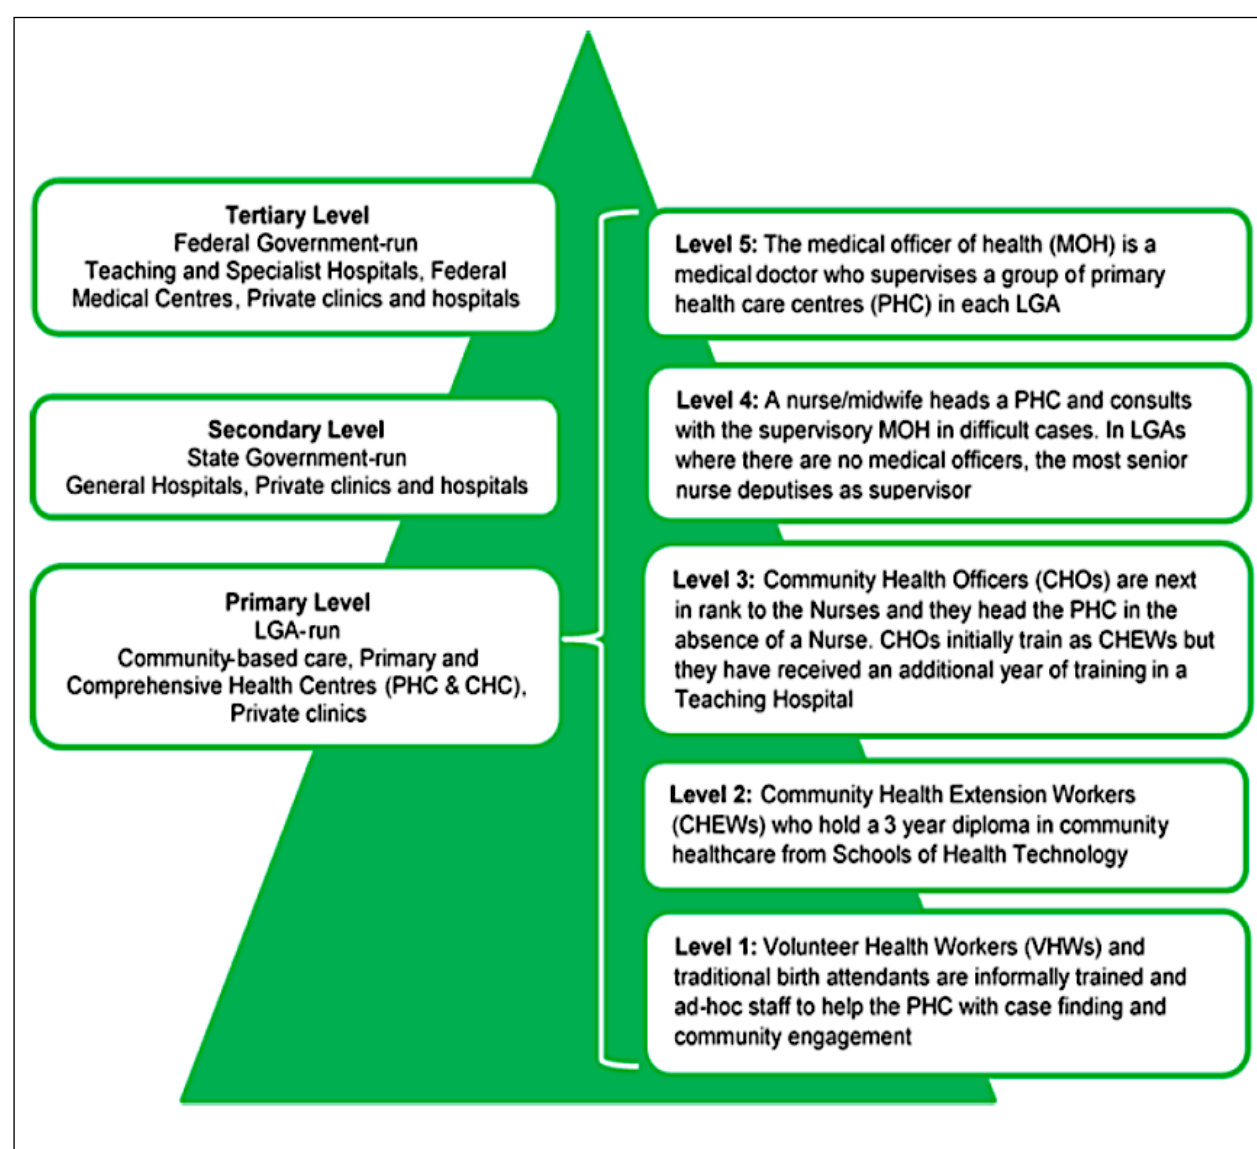 Tertiary Level
Federal Government-run
Teaching and Specialist Hospitals, Federal
Medical Centres, Private clinics and hospitals
Secondary Level
State Government-run
General Hospitals, Private clinics and hospitals
Primary Level
LGA-run
Community-based care, Primary and
Comprehensive Health Centres (PHC & CHC),
Private clinics
Level 5: The medical officer of health (MOH) is a
medical doctor who supervises a group of primary
health care centres (PHC) in each LGA
Level 4: A nurse/midwife heads a PHC and consults
with the supervisory MOH in difficult cases. In LGAs
where there are no medical officers, the most senior
nurse deputises as supervisor
Level 3: Community Health Officers (CHOs) are next
in rank to the Nurses and they head the PHC in the
absence of a Nurse. CHOs initially train as CHEWs but
they have received an additional year of training in a
Teaching Hospital
Level 2: Community Health Extension Workers
(CHEWs) who hold a 3 year diploma in community
healthcare from Schools of Health Technology
Level 1: Volunteer Health Workers (VHWs) and
traditional birth attendants are informally trained and
ad-hoc staff to help the PHC with case finding and
community engagement